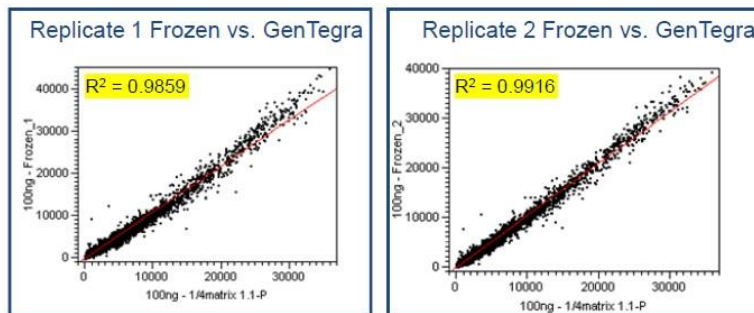 Replicate 1 Frozen vs. GenTegra
R² = 0.9859
40000
30000
20000
10000
0
100ng - Frozen_1
0
10000
20000
30000
100ng - 1/4matrix 1.1-P
Replicate 2 Frozen vs. GenTegra
R² = 0.9916
40000
30000
20000
10000
0
100ng - Frozen_2
0
10000
20000
30000
100ng - 1/4matrix 1.1-P